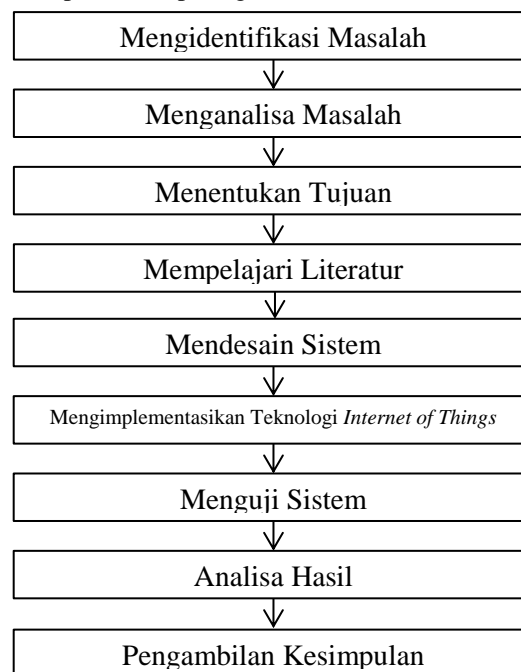 Mengidentifikasi Masalah
Menganalisa Masalah
Menentukan Tujuan
Mempelajari Literatur
Mendesain Sistem
Mengimplementasikan Teknologi Internet of Things
Menguji Sistem
Analisa Hasil
Pengambilan Kesimpulan